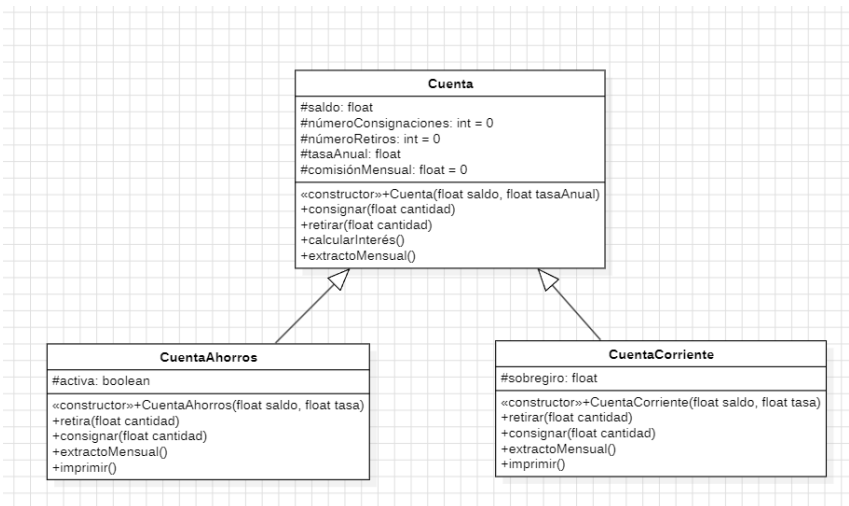 Cuenta
#saldo: float
#númeroConsignaciones: int = 0
#númeroRetiros: int = 0
#tasaAnual: float
#comisiónMensual: float = 0
«constructor»+Cuenta(float saldo, float tasaAnual)
+consignar(float cantidad)
+retirar(float cantidad)
+calcularInterés()
+extractoMensual()
CuentaAhorros
#activa: boolean
«constructor»+CuentaAhorros(float saldo, float tasa)
+retira(float cantidad)
+consignar(float cantidad)
+extractoMensual()
+imprimir()
CuentaCorriente
#sobregiro: float
«constructor»+CuentaCorriente(float saldo, float tasa)
+retirar(float cantidad)
+consignar(float cantidad)
+extractoMensual()
+imprimir()